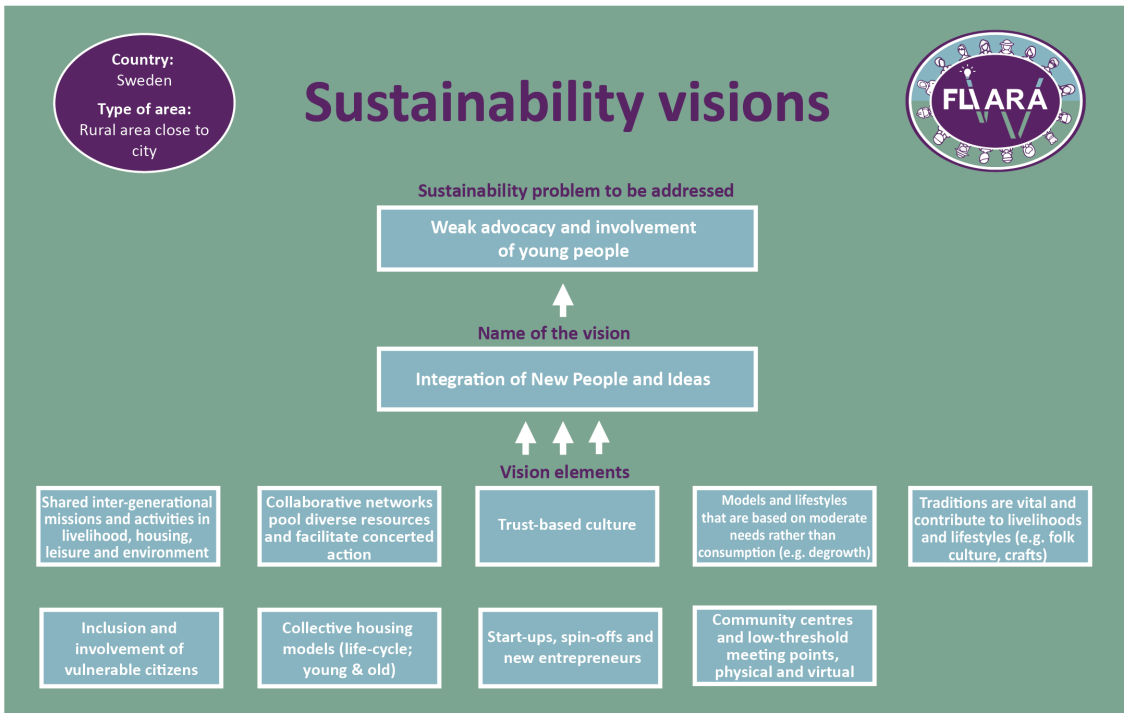 Country:
Sweden
Type of area:
Rural area close to
city
Sustainability visions
FLIARA
Sustainability problem to be addressed
Weak advocacy and involvement
of young people
Name of the vision
Integration of New People and Ideas
Vision elements
Shared inter-generational
missions and activities in
livelihood, housing,
leisure and environment
Collaborative networks
pool diverse resources
and facilitate concerted
action
Trust-based culture
Models and lifestyles
that are based on moderate
needs rather than
consumption (e.g. degrowth)
Traditions are vital and
contribute to livelihoods
and lifestyles (e.g. folk
culture, crafts)
Inclusion and
involvement of
vulnerable citizens
Collective housing
models (life-cycle;
young & old)
Start-ups, spin-offs and
new entrepreneurs
Community centres
and low-threshold
meeting points,
physical and virtual